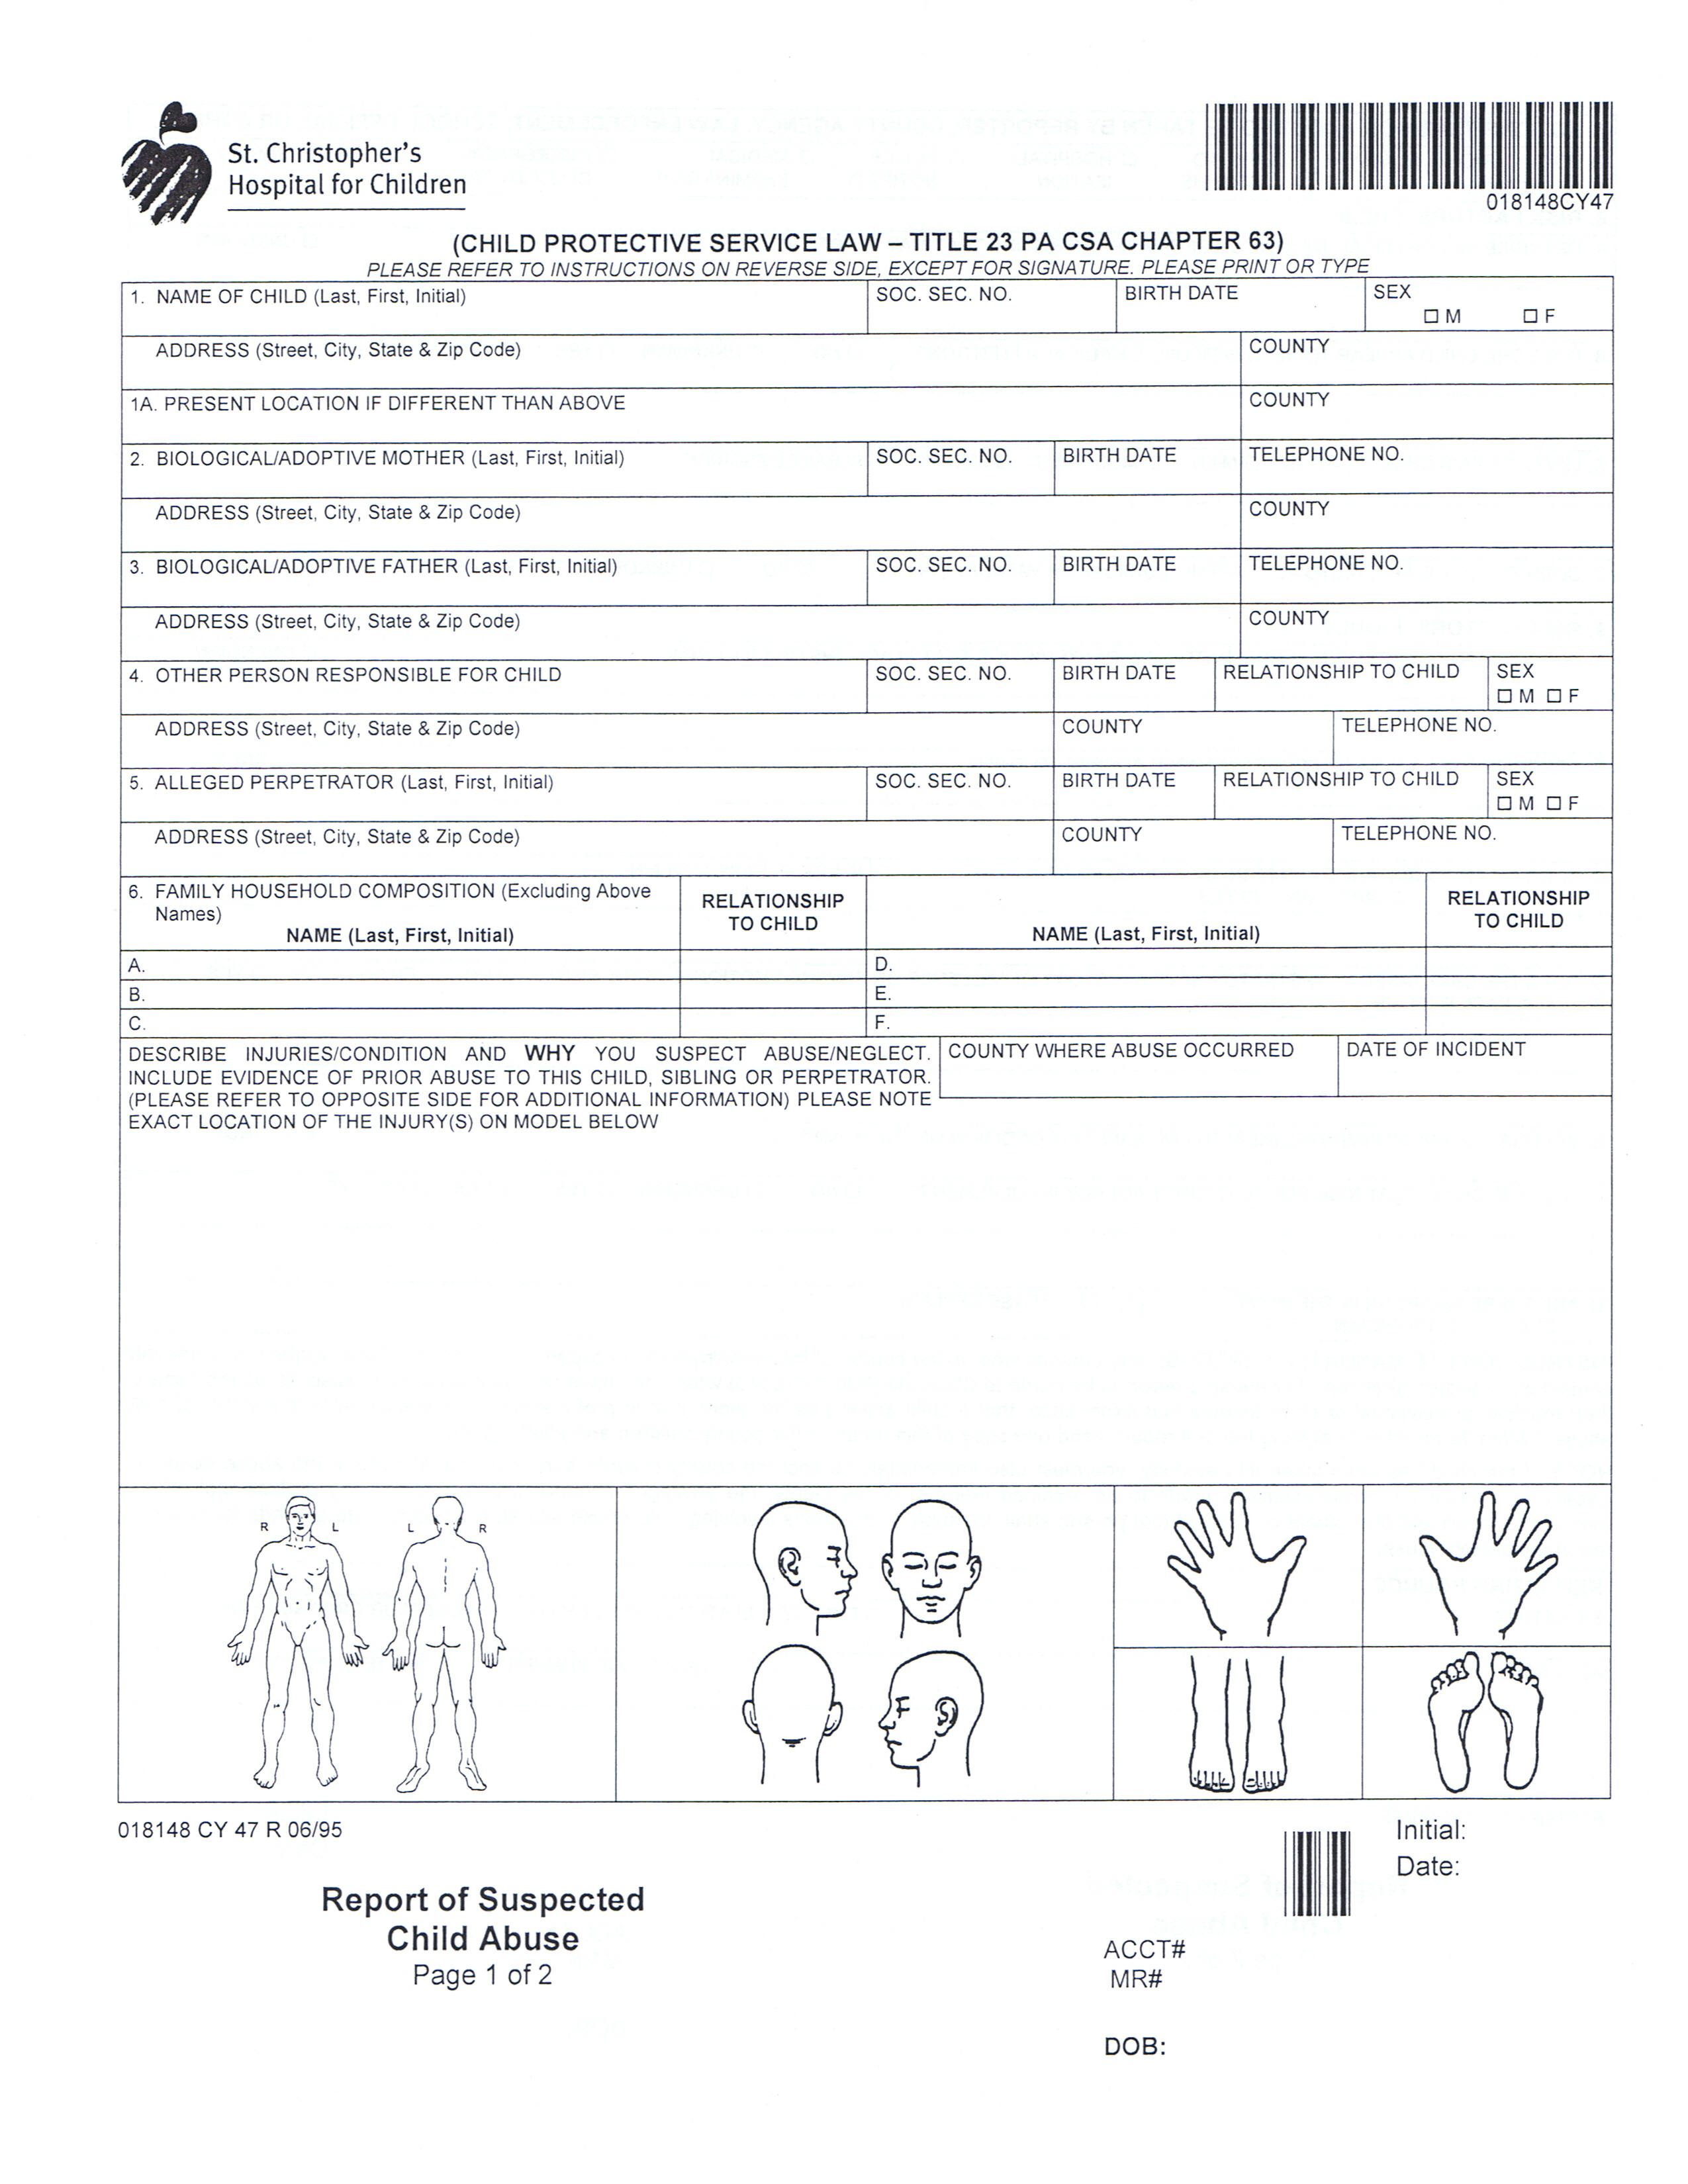 St. Christopher's
Hospital for Children
018148CY47
(CHILD PROTECTIVE SERVICE LAW – TITLE 23 PA CSA CHAPTER 63)
PLEASE REFER TO INSTRUCTIONS ON REVERSE SIDE, EXCEPT FOR SIGNATURE. PLEASE PRINT OR TYPE
1. NAME OF CHILD (Last, First, Initial) SOC. SEC. NO. BIRTH DATE SEX
☐ M ☐ F
ADDRESS (Street, City, State & Zip Code) COUNTY
1A. PRESENT LOCATION IF DIFFERENT THAN ABOVE COUNTY
2. BIOLOGICAL/ADOPTIVE MOTHER (Last, First, Initial) SOC. SEC. NO. BIRTH DATE TELEPHONE NO.
ADDRESS (Street, City, State & Zip Code) COUNTY
3. BIOLOGICAL/ADOPTIVE FATHER (Last, First, Initial) SOC. SEC. NO. BIRTH DATE TELEPHONE NO.
ADDRESS (Street, City, State & Zip Code) COUNTY
4. OTHER PERSON RESPONSIBLE FOR CHILD SOC. SEC. NO. BIRTH DATE RELATIONSHIP TO CHILD SEX
☐ M ☐ F
ADDRESS (Street, City, State & Zip Code) COUNTY TELEPHONE NO.
5. ALLEGED PERPETRATOR (Last, First, Initial) SOC. SEC. NO. BIRTH DATE RELATIONSHIP TO CHILD SEX
☐ M ☐ F
ADDRESS (Street, City, State & Zip Code) COUNTY TELEPHONE NO.
6. FAMILY HOUSEHOLD COMPOSITION (Excluding Above
Names)
NAME (Last, First, Initial)
RELATIONSHIP
TO CHILD
NAME (Last, First, Initial)
RELATIONSHIP
TO CHILD
A. D.
B. E.
C. F.
DESCRIBE INJURIES/CONDITION AND WHY YOU SUSPECT ABUSE/NEGLECT.
INCLUDE EVIDENCE OF PRIOR ABUSE TO THIS CHILD, SIBLING OR PERPETRATOR.
(PLEASE REFER TO OPPOSITE SIDE FOR ADDITIONAL INFORMATION) PLEASE NOTE
EXACT LOCATION OF THE INJURY(S) ON MODEL BELOW
COUNTY WHERE ABUSE OCCURRED DATE OF INCIDENT
R L L R
018148 CY 47 R 06/95
Initial:
Date:
Report of Suspected
Child Abuse
Page 1 of 2
ACCT#
MR#
DOB: